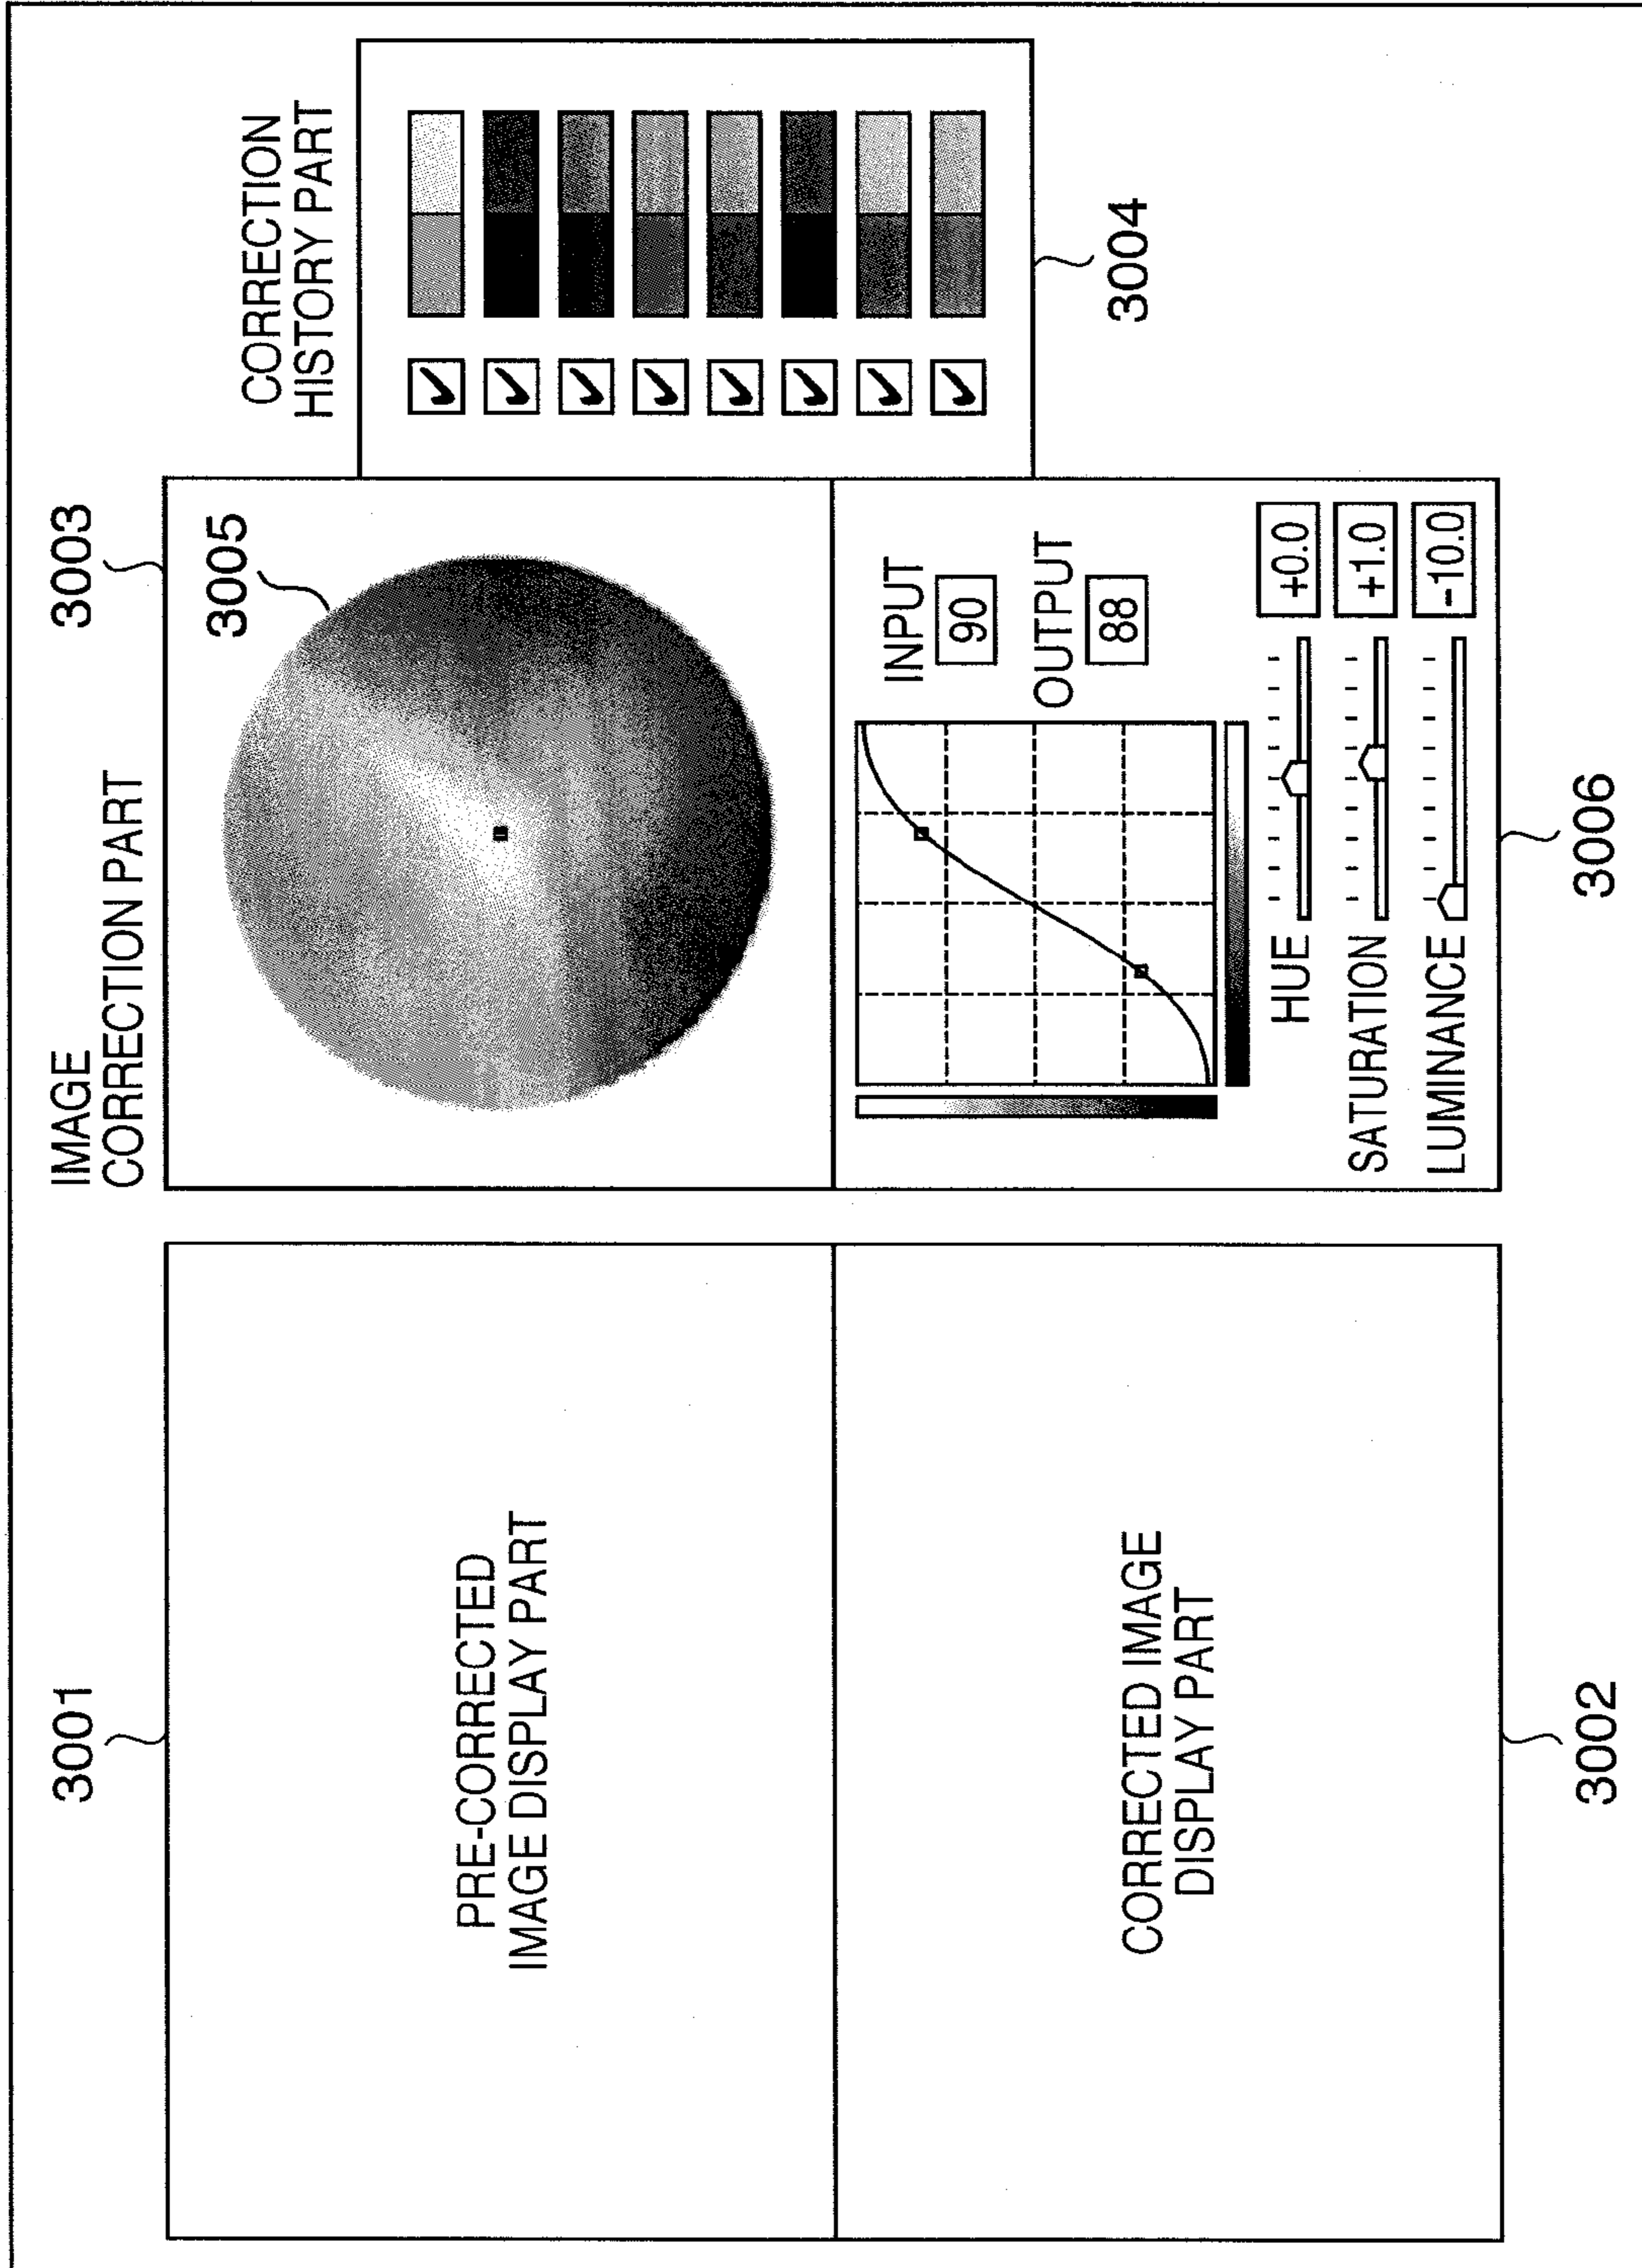 3001
PRE-CORRECTED
IMAGE DISPLAY PART
CORRECTED IMAGE
DISPLAY PART
3002
IMAGE
CORRECTION PART
3003
3005
INPUT
90
OUTPUT
88
HUE
+0.0
SATURATION
+1.0
LUMINANCE
-10.0
3006
CORRECTION
HISTORY PART
3004